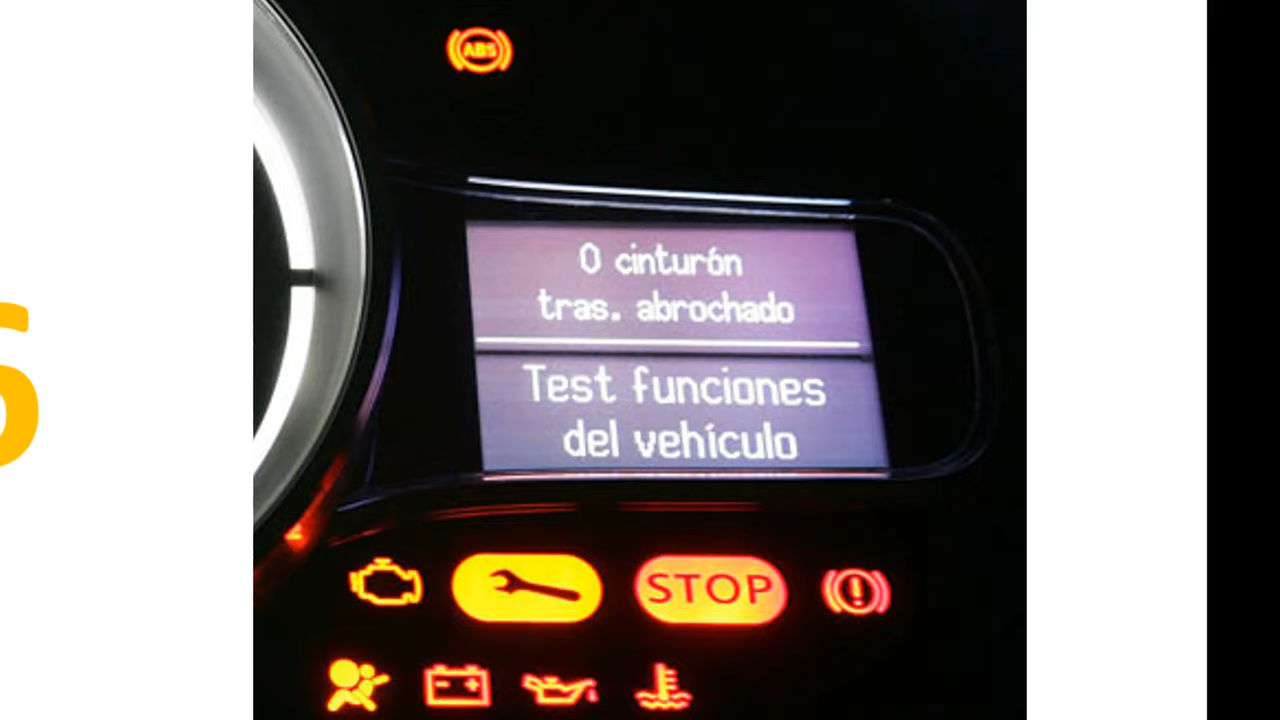 ABS
0 cinturón
tras. abrochado
Test funciones
del vehículo
STOP